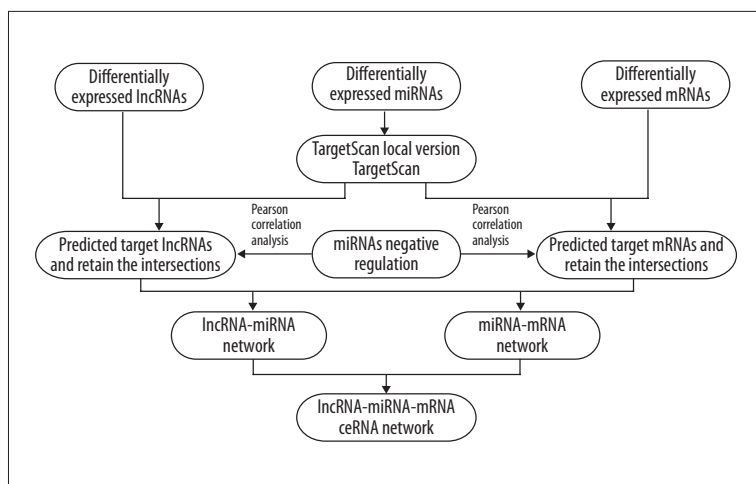 Differentially
expressed lncRNAs
Differentially
expressed miRNAs
Differentially
expressed mRNAs
TargetScan local version
TargetScan
Pearson
correlation
analysis
Pearson
correlation
analysis
Predicted target lncRNAs
and retain the intersections
miRNAs negative
regulation
Predicted target mRNAs and
retain the intersections
lncRNA-miRNA
network
miRNA-mRNA
network
lncRNA-miRNA-mRNA
ceRNA network